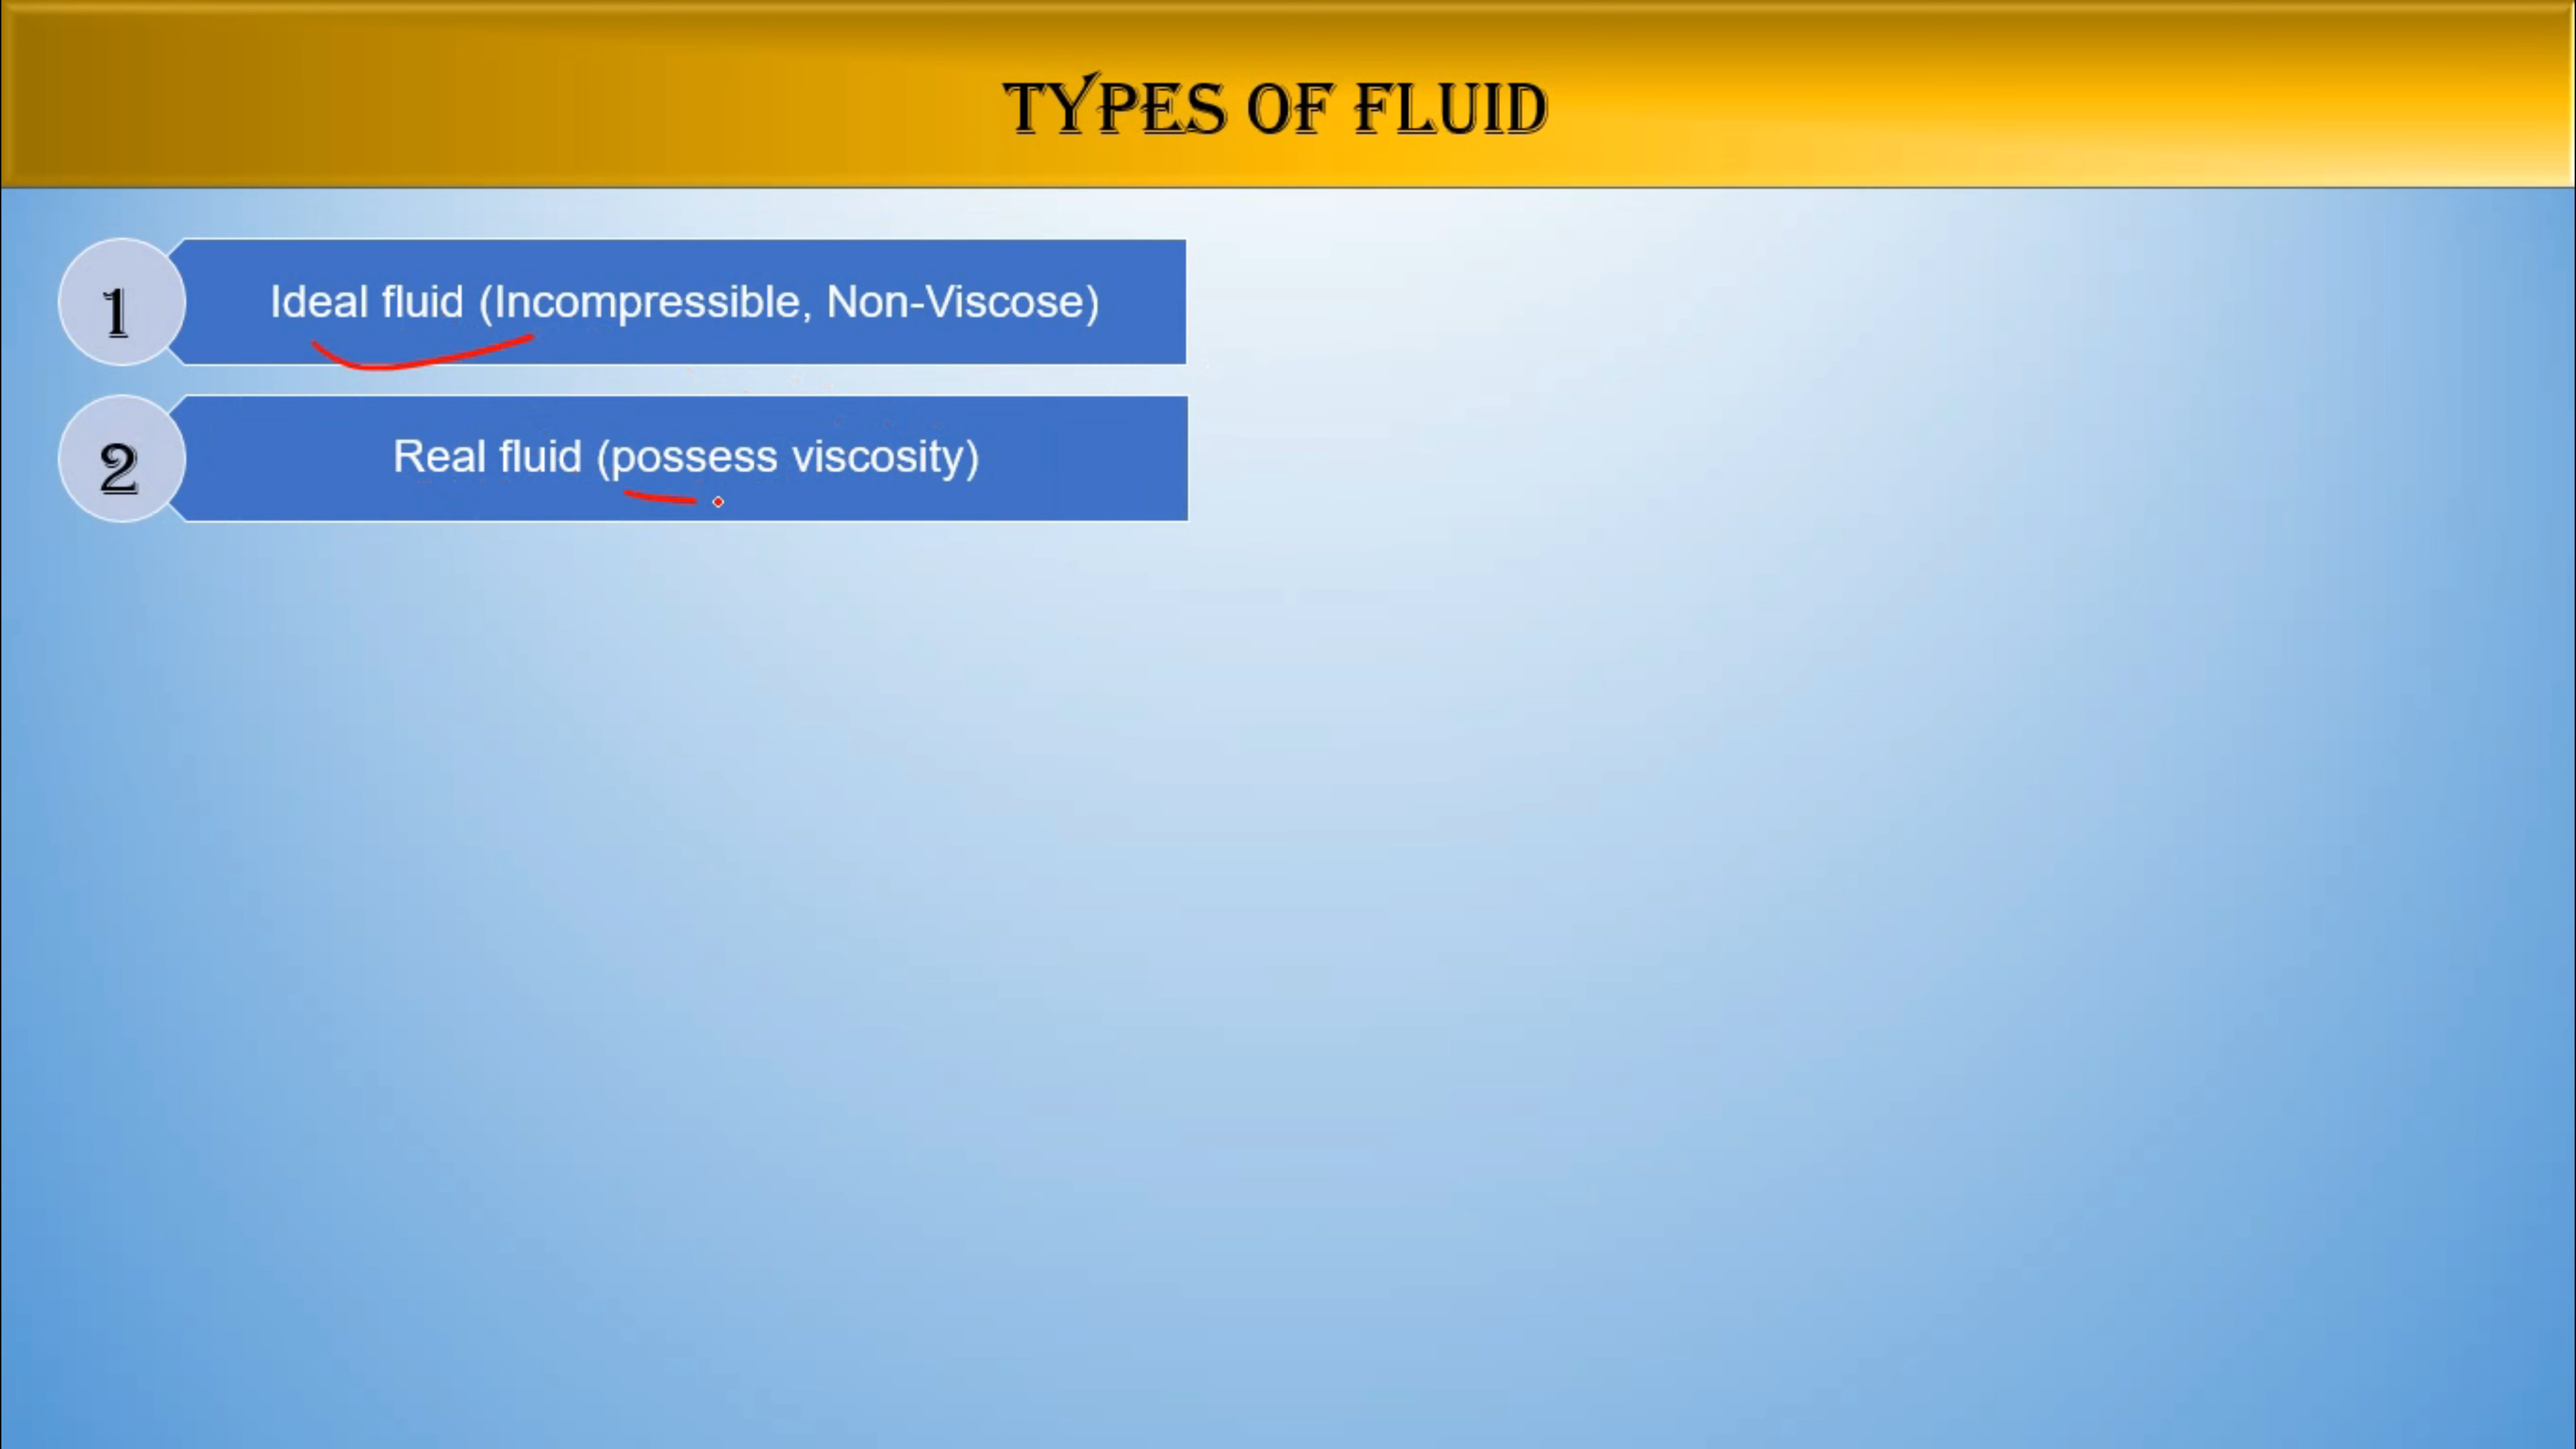 TYPES OF FLUID
1
Ideal fluid (Incompressible, Non-Viscose)
2
Real fluid (possess viscosity)